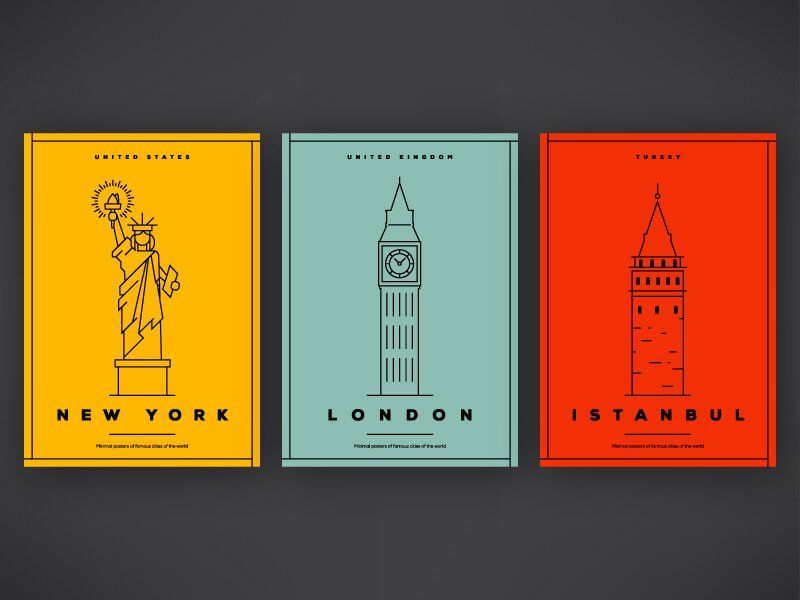 UNITED STATES
NEW YORK
Minimal posters of famous cities of the world
UNITED KINGDOM
LONDON
Minimal posters of famous cities of the world
TURKEY
ISTANBUL
Minimal posters of famous cities of the world